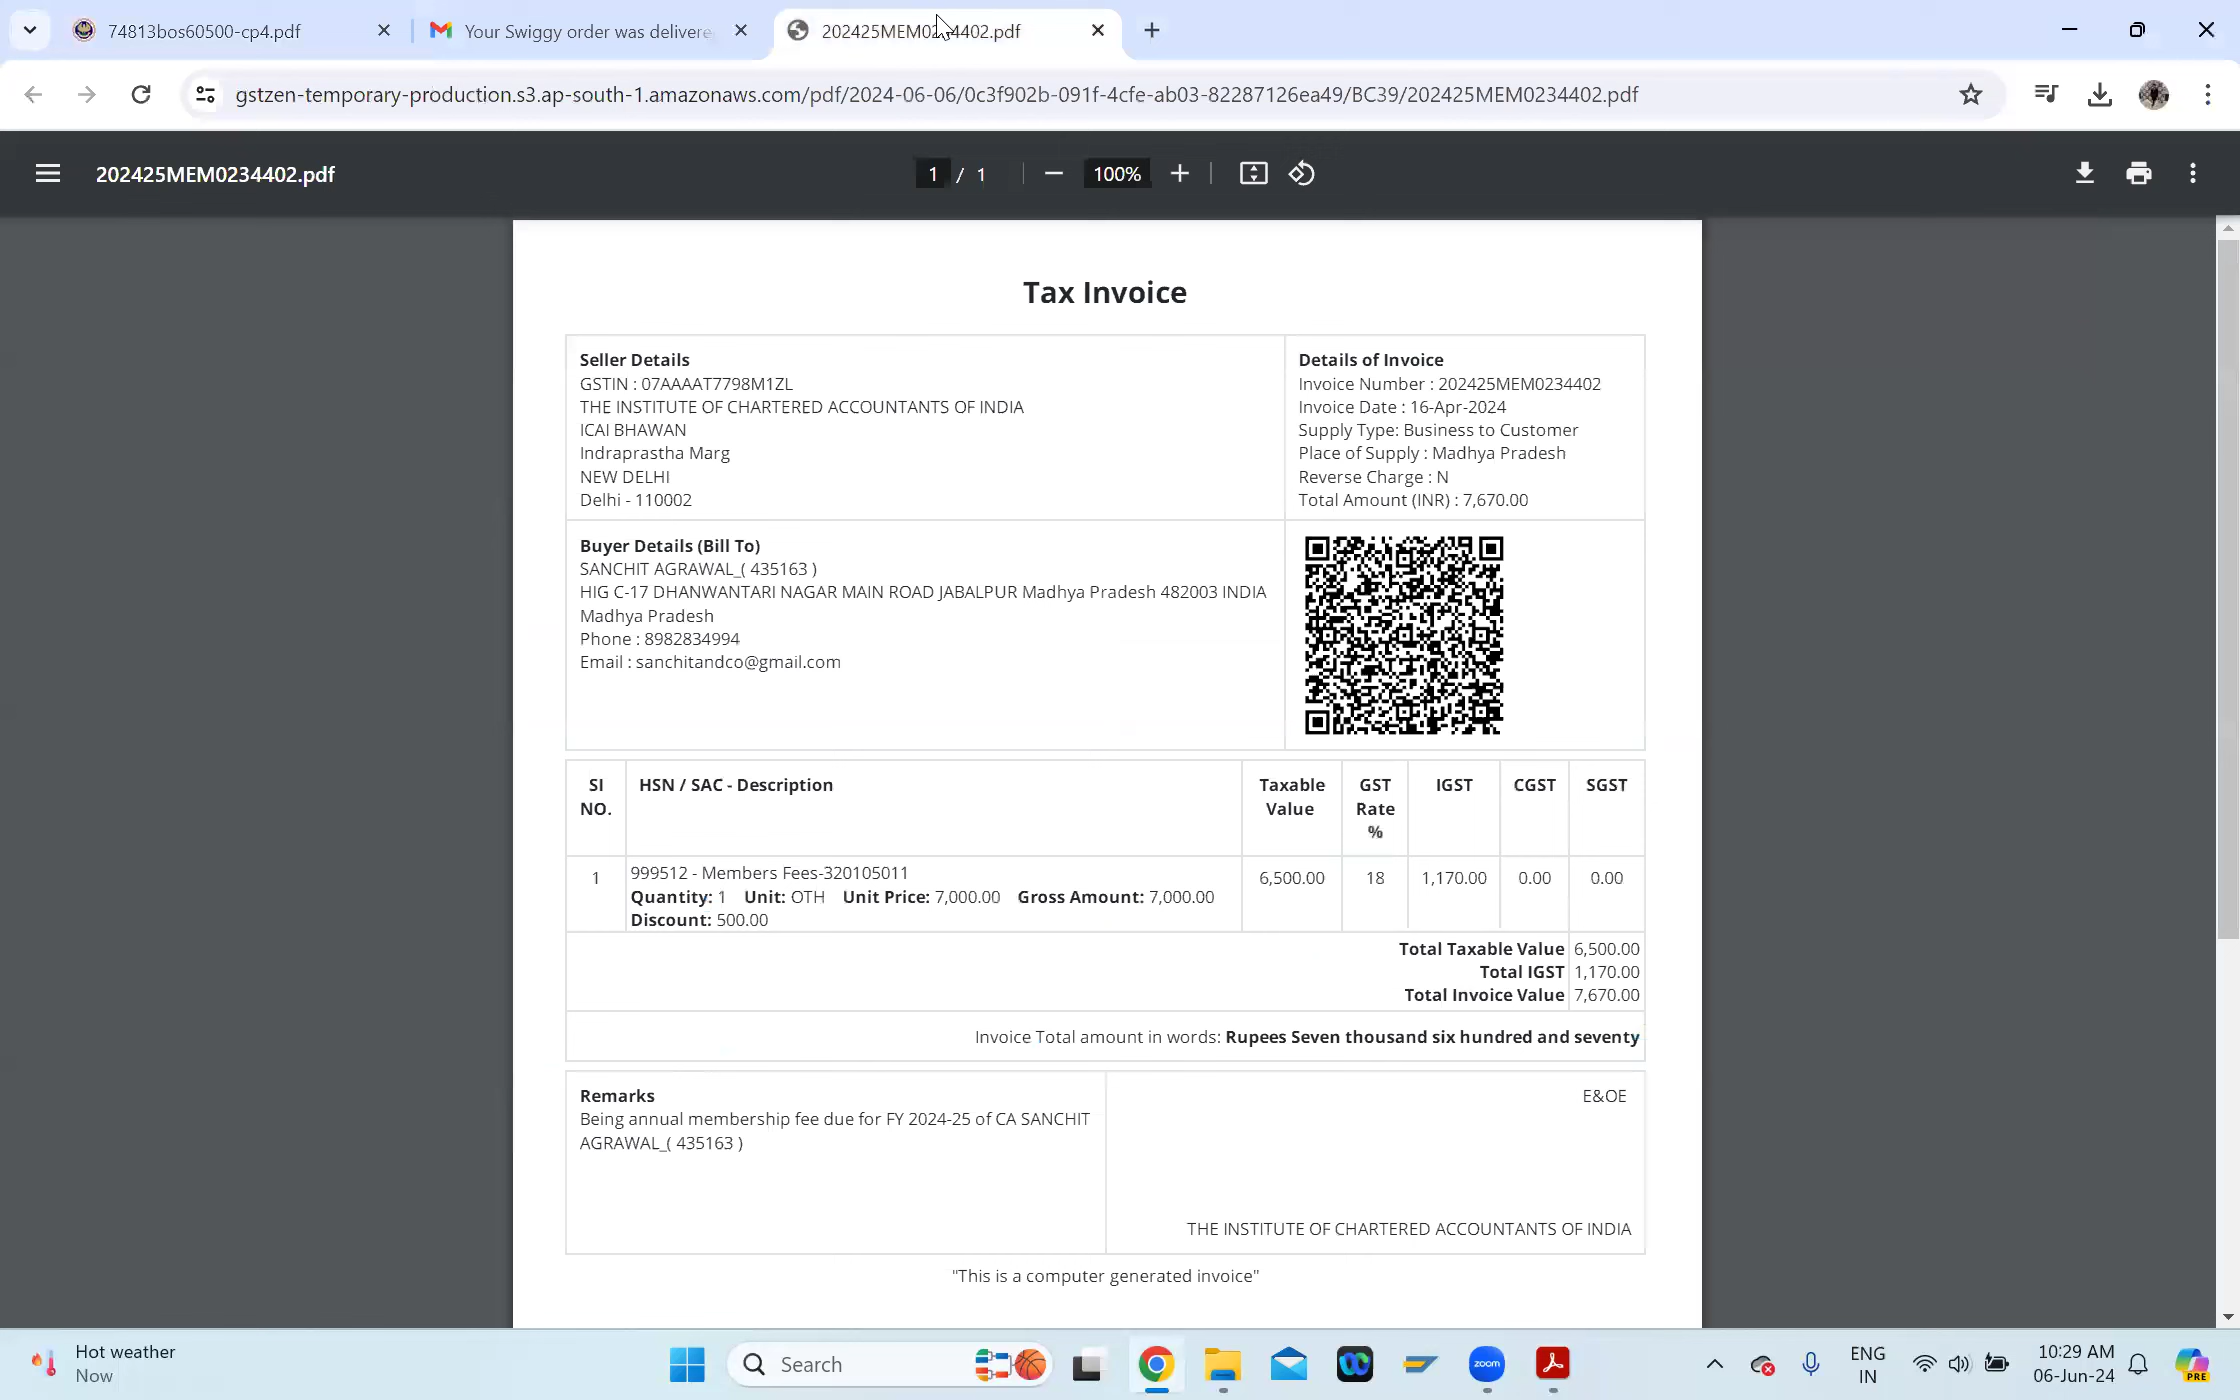 74813bos60500-cp4.pdf
Your Swiggy order was delivere
202425MEM0234402.pdf
gstzen-temporary-production.s3.ap-south-1.amazonaws.com/pdf/2024-06-06/0c3f902b-091f-4cfe-ab03-82287126ea49/BC39/202425MEM0234402.pdf
202425MEM0234402.pdf
1 / 1
100%
Tax Invoice
Seller Details
GSTIN : 07AAAAT7798M1ZL
THE INSTITUTE OF CHARTERED ACCOUNTANTS OF INDIA
ICAI BHAWAN
Indraprastha Marg
NEW DELHI
Delhi - 110002
Details of Invoice
Invoice Number : 202425MEM0234402
Invoice Date : 16-Apr-2024
Supply Type: Business to Customer
Place of Supply : Madhya Pradesh
Reverse Charge : N
Total Amount (INR) : 7,670.00
Buyer Details (Bill To)
SANCHIT AGRAWAL_( 435163 )
HIG C-17 DHANWANTARI NAGAR MAIN ROAD JABALPUR Madhya Pradesh 482003 INDIA
Madhya Pradesh
Phone : 8982834994
Email : sanchitandco@gmail.com
SI NO.
HSN / SAC - Description
Taxable Value
GST Rate %
IGST
CGST
SGST
1
999512 - Members Fees-320105011
Quantity: 1 Unit: OTH Unit Price: 7,000.00 Gross Amount: 7,000.00
Discount: 500.00
6,500.00
18
1,170.00
0.00
0.00
Total Taxable Value 6,500.00
Total IGST 1,170.00
Total Invoice Value 7,670.00
Invoice Total amount in words: Rupees Seven thousand six hundred and seventy
Remarks
Being annual membership fee due for FY 2024-25 of CA SANCHIT
AGRAWAL_( 435163 )
E&OE
THE INSTITUTE OF CHARTERED ACCOUNTANTS OF INDIA
"This is a computer generated invoice"
Hot weather
Now
Search
zoom
ENG
IN
10:29 AM
06-Jun-24
PRE